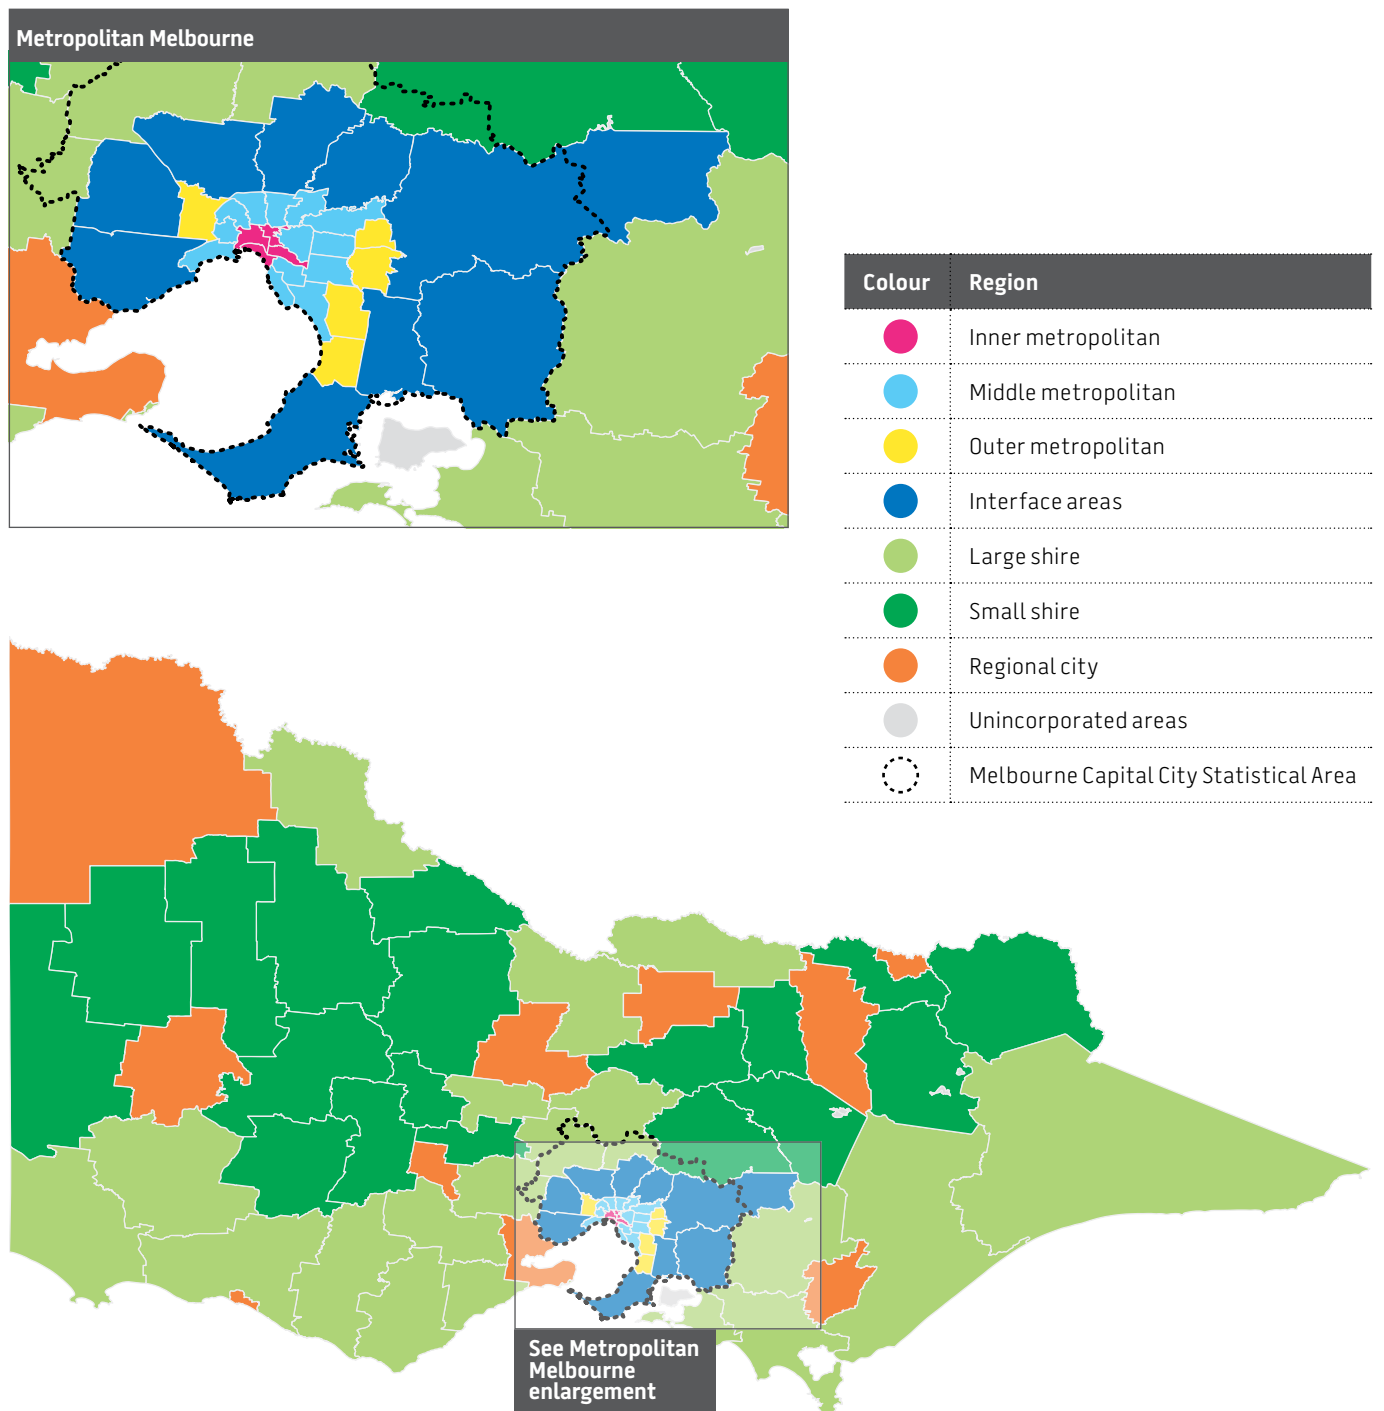 Metropolitan Melbourne
Colour Region
Inner metropolitan
Middle metropolitan
Outer metropolitan
Interface areas
Large shire
Small shire
Regional city
Unincorporated areas
Melbourne Capital City Statistical Area
See Metropolitan
Melbourne
enlargement